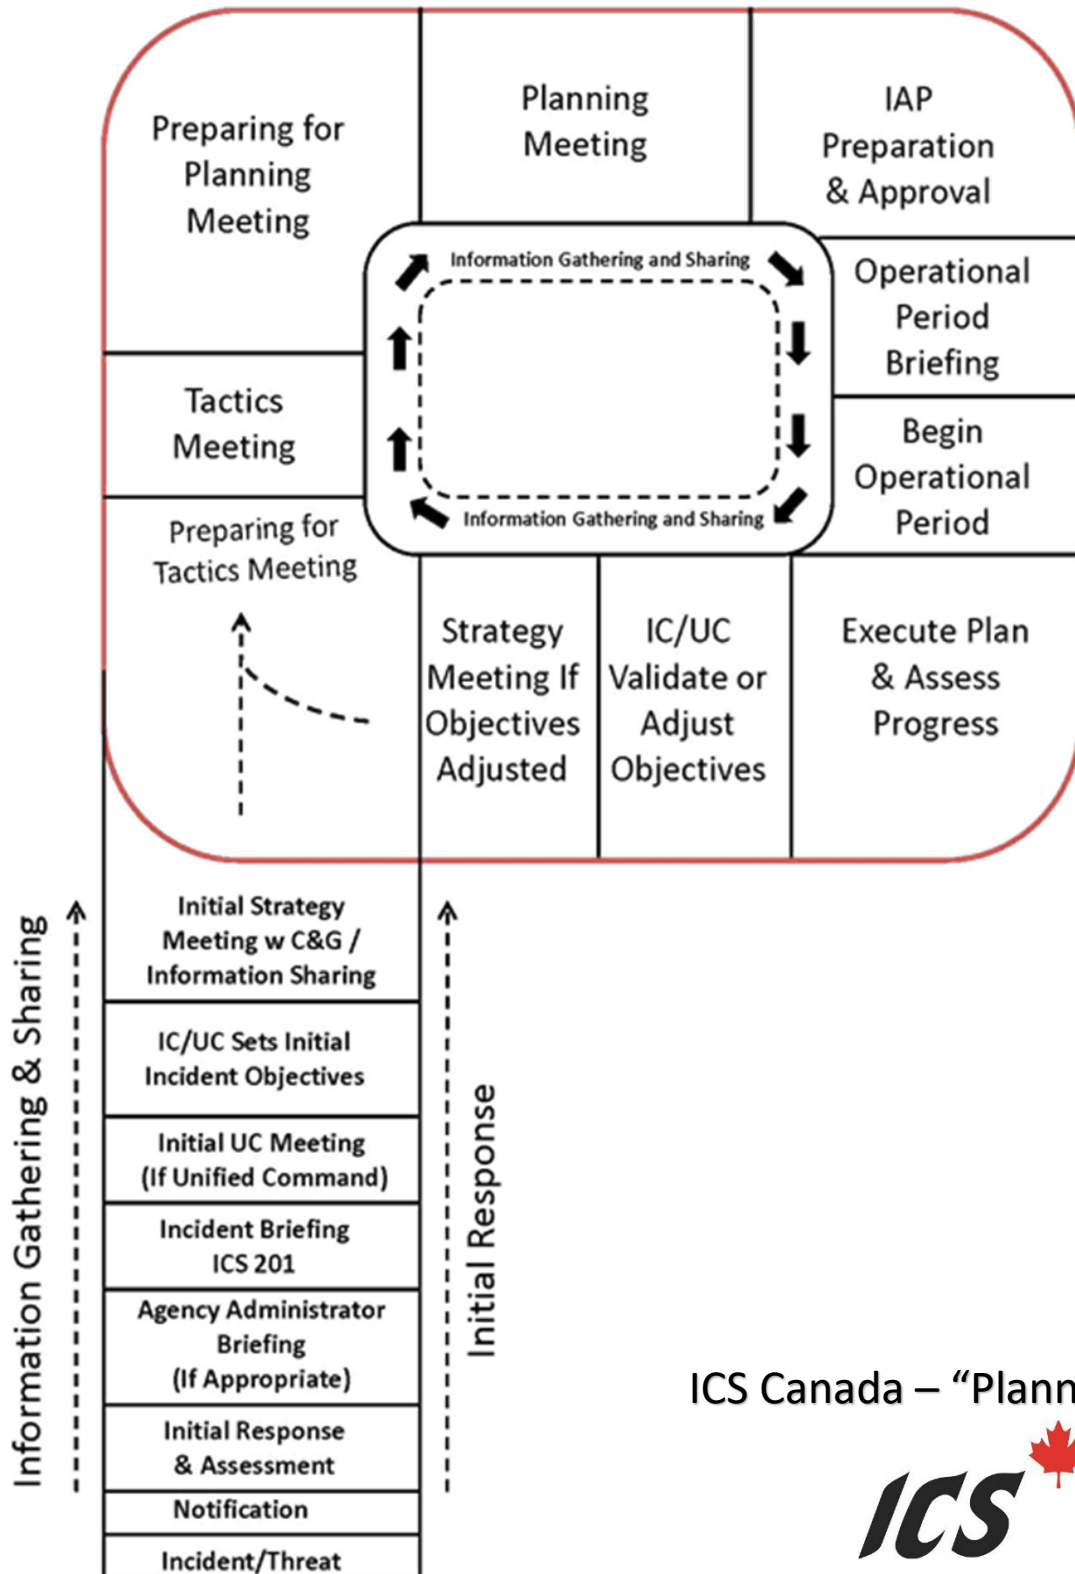 Preparing for
Planning
Meeting
Planning
Meeting
IAP
Preparation
& Approval
Information Gathering and Sharing
Operational
Period
Briefing
Tactics
Meeting
Begin
Operational
Period
Information Gathering and Sharing
Preparing for
Tactics Meeting
Strategy
Meeting If
Objectives
Adjusted
IC/UC
Validate or
Adjust
Objectives
Execute Plan
& Assess
Progress
Information Gathering & Sharing
Initial Strategy
Meeting w C&G /
Information Sharing
IC/UC Sets Initial
Incident Objectives
Initial UC Meeting
(If Unified Command)
Incident Briefing
ICS 201
Agency Administrator
Briefing
(If Appropriate)
Initial Response
& Assessment
Notification
Incident/Threat
Initial Response
ICS Canada – “Plann
ICS